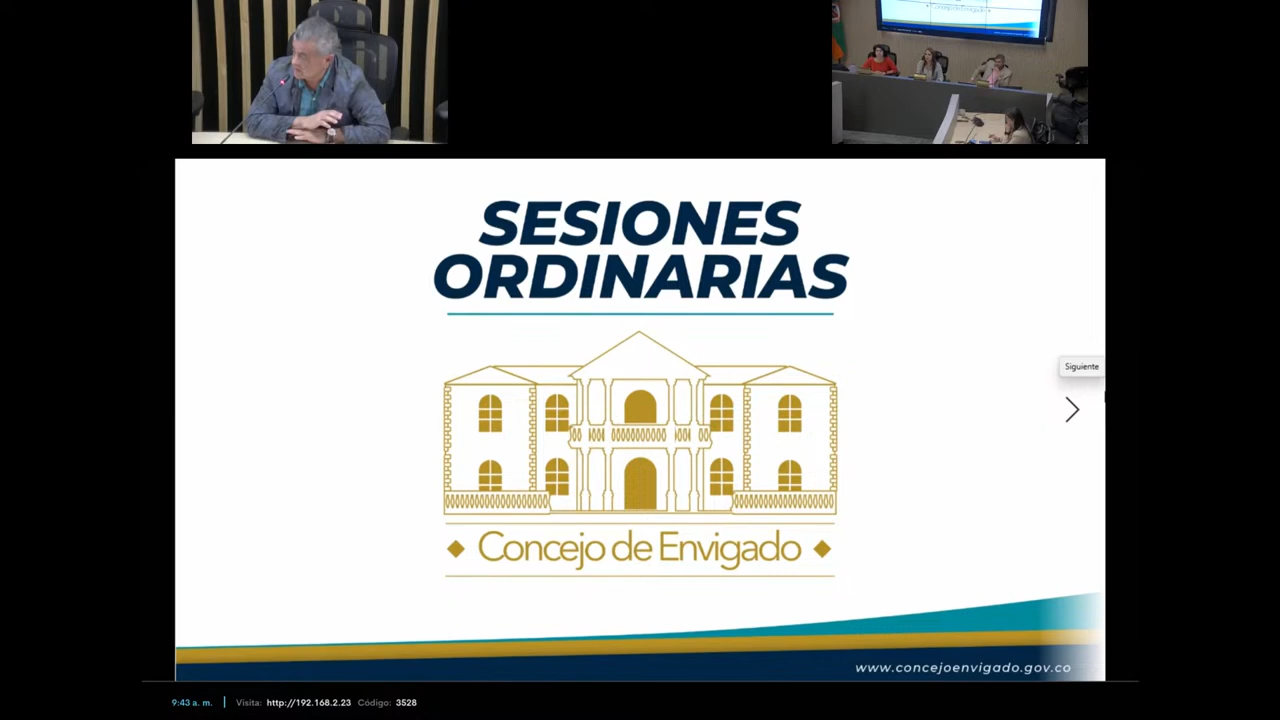 SESIONES
ORDINARIAS
Siguiente
Concejo de Envigado
www.concejoenvigado.gov.co
9:43 a. m. | Visita: http://192.168.2.23 Código: 3528